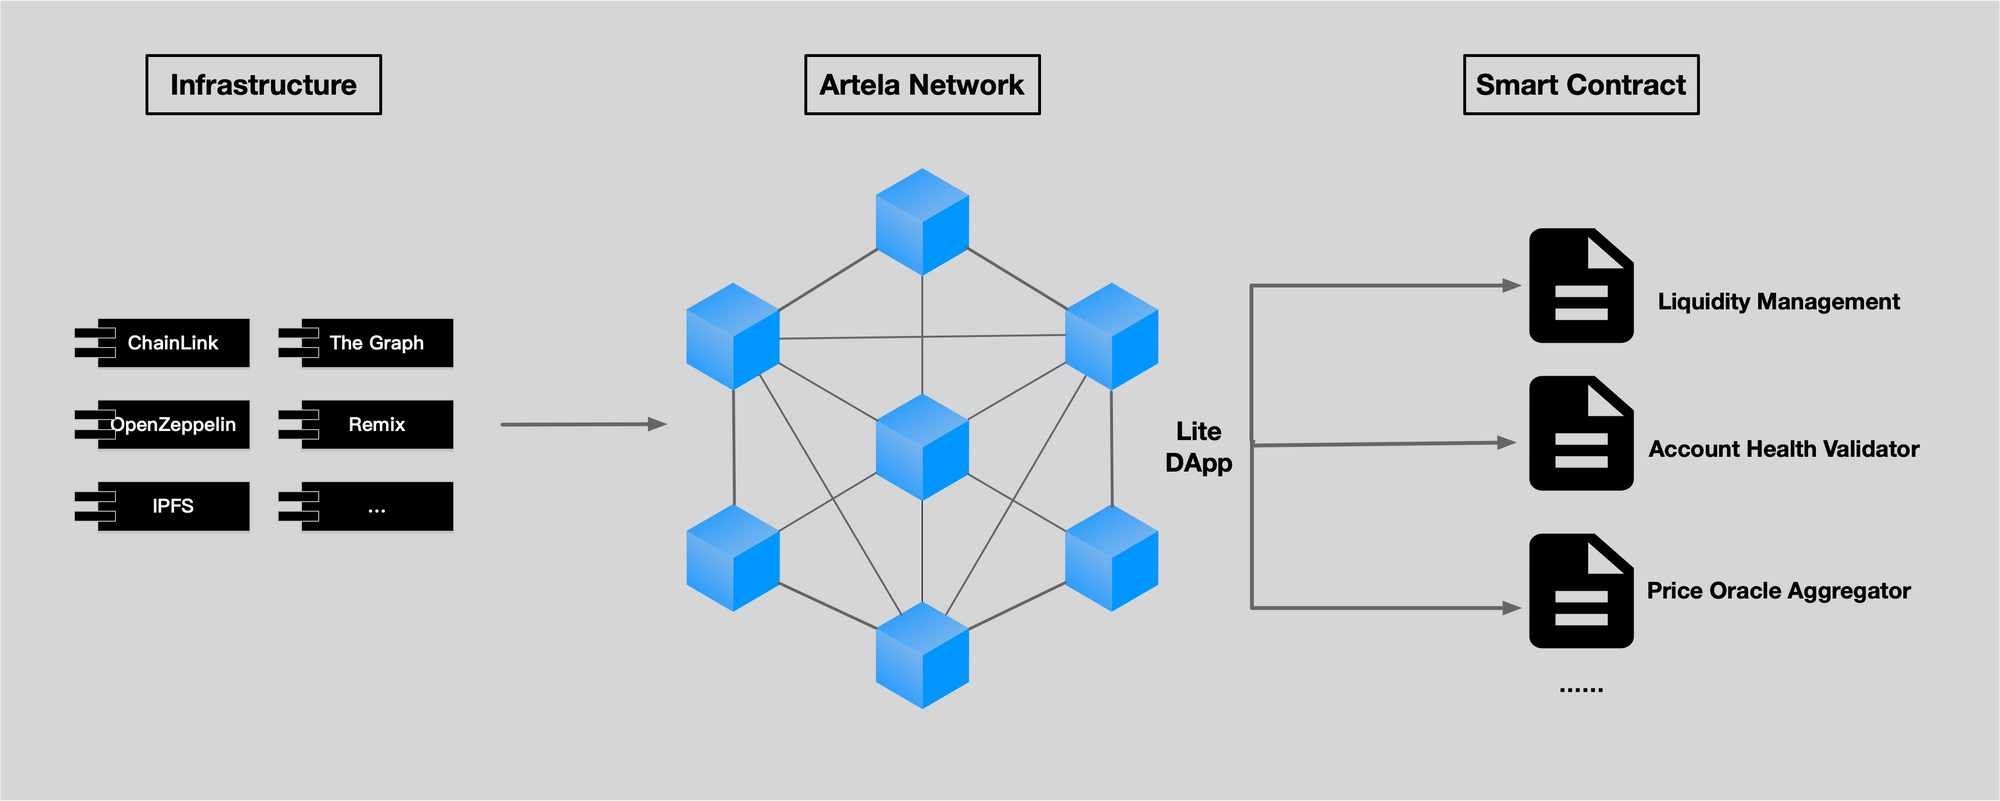 Infrastructure
Artela Network
Smart Contract
ChainLink
The Graph
OpenZeppelin
Remix
IPFS
...
Lite
DApp
Liquidity Management
Account Health Validator
Price Oracle Aggregator
......